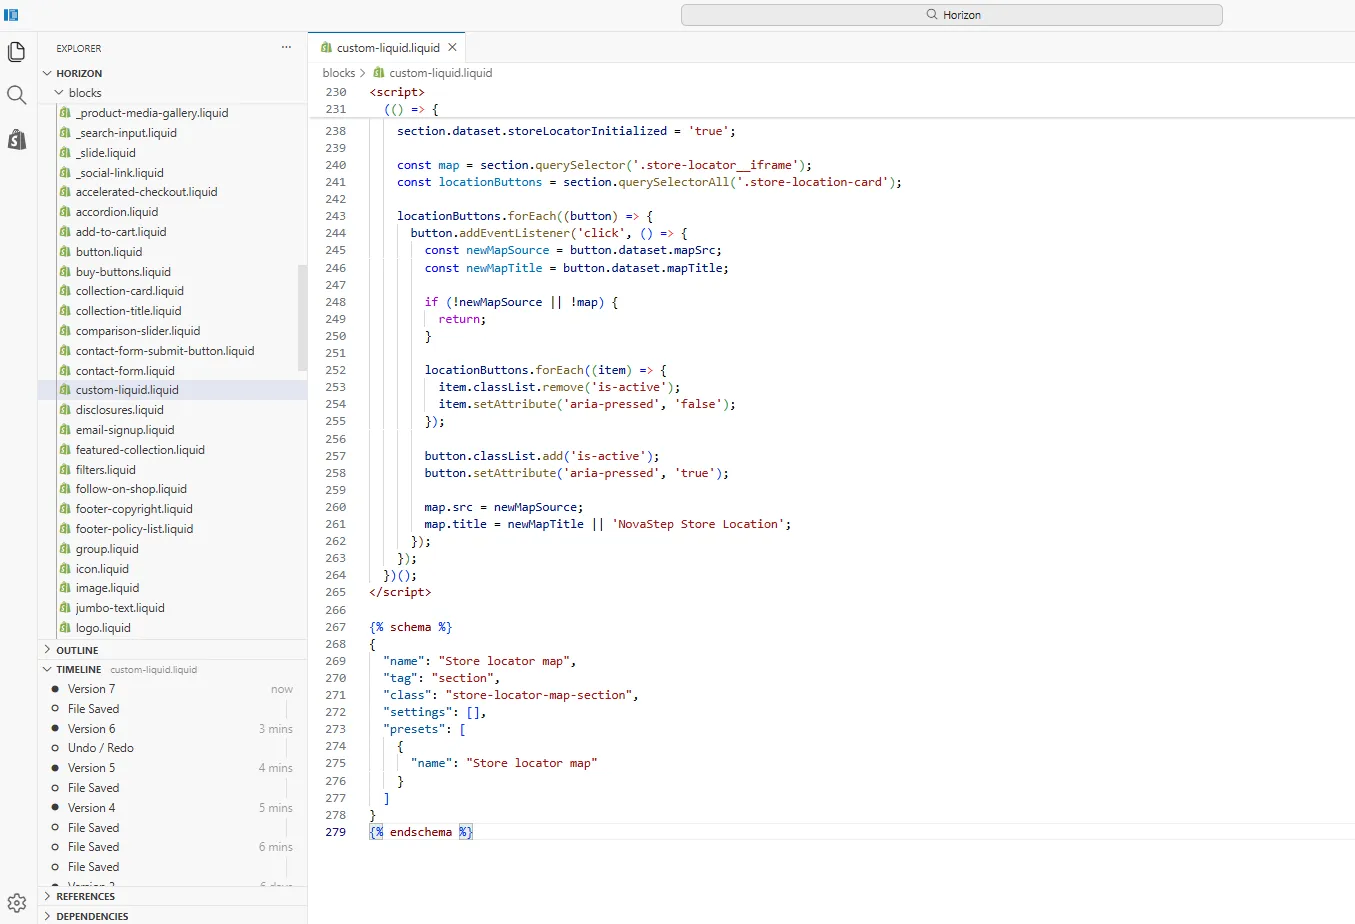 Horizon
EXPLORER
HORIZON
blocks
_product-media-gallery.liquid
_search-input.liquid
_slide.liquid
_social-link.liquid
accelerated-checkout.liquid
accordion.liquid
add-to-cart.liquid
button.liquid
buy-buttons.liquid
collection-card.liquid
collection-title.liquid
comparison-slider.liquid
contact-form-submit-button.liquid
contact-form.liquid
custom-liquid.liquid
disclosures.liquid
email-signup.liquid
featured-collection.liquid
filters.liquid
follow-on-shop.liquid
footer-copyright.liquid
footer-policy-list.liquid
group.liquid
icon.liquid
image.liquid
jumbo-text.liquid
logo.liquid
OUTLINE
TIMELINE custom-liquid.liquid
Version 7 now
File Saved
Version 6 3 mins
Undo / Redo
Version 5 4 mins
File Saved
Version 4 5 mins
File Saved
File Saved 6 mins
File Saved
REFERENCES
DEPENDENCIES
custom-liquid.liquid
blocks > custom-liquid.liquid
230 <script>
231 (() => {
238 section.dataset.storeLocatorInitialized = 'true';
239
240 const map = section.querySelector('.store-locator__iframe');
241 const locationButtons = section.querySelectorAll('.store-location-card');
242
243 locationButtons.forEach((button) => {
244 button.addEventListener('click', () => {
245 const newMapSource = button.dataset.mapSrc;
246 const newMapTitle = button.dataset.mapTitle;
247
248 if (!newMapSource || !map) {
249 return;
250 }
251
252 locationButtons.forEach((item) => {
253 item.classList.remove('is-active');
254 item.setAttribute('aria-pressed', 'false');
255 });
256
257 button.classList.add('is-active');
258 button.setAttribute('aria-pressed', 'true');
259
260 map.src = newMapSource;
261 map.title = newMapTitle || 'NovaStep Store Location';
262 });
263 });
264 })();
265 </script>
266
267 {% schema %}
268 {
269 "name": "Store locator map",
270 "tag": "section",
271 "class": "store-locator-map-section",
272 "settings": [],
273 "presets": [
274 {
275 "name": "Store locator map"
276 }
277 ]
278 }
279 {% endschema %}